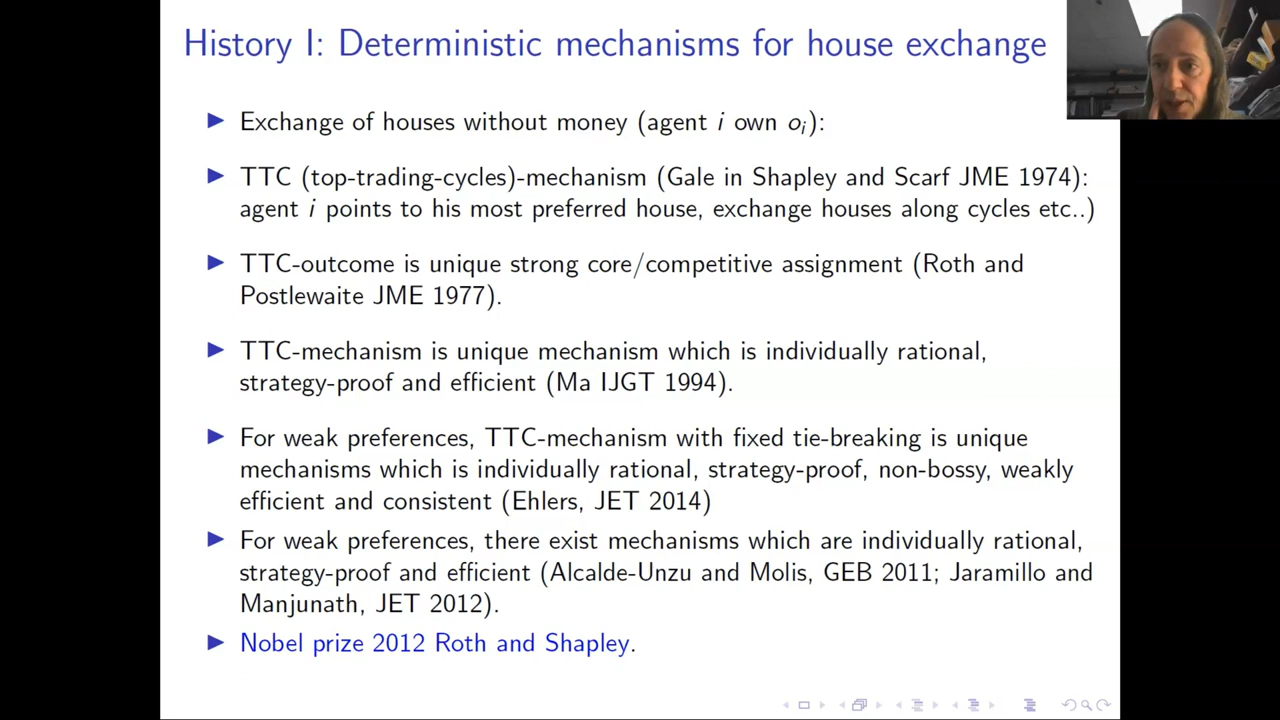 History I: Deterministic mechanisms for house exchange
▶ Exchange of houses without money (agent i own oᵢ):
▶ TTC (top-trading-cycles)-mechanism (Gale in Shapley and Scarf JME 1974):
agent i points to his most preferred house, exchange houses along cycles etc..)
▶ TTC-outcome is unique strong core/competitive assignment (Roth and
Postlewaite JME 1977).
▶ TTC-mechanism is unique mechanism which is individually rational,
strategy-proof and efficient (Ma IJGT 1994).
▶ For weak preferences, TTC-mechanism with fixed tie-breaking is unique
mechanisms which is individually rational, strategy-proof, non-bossy, weakly
efficient and consistent (Ehlers, JET 2014)
▶ For weak preferences, there exist mechanisms which are individually rational,
strategy-proof and efficient (Alcalde-Unzu and Molis, GEB 2011; Jaramillo and
Manjunath, JET 2012).
▶ Nobel prize 2012 Roth and Shapley.